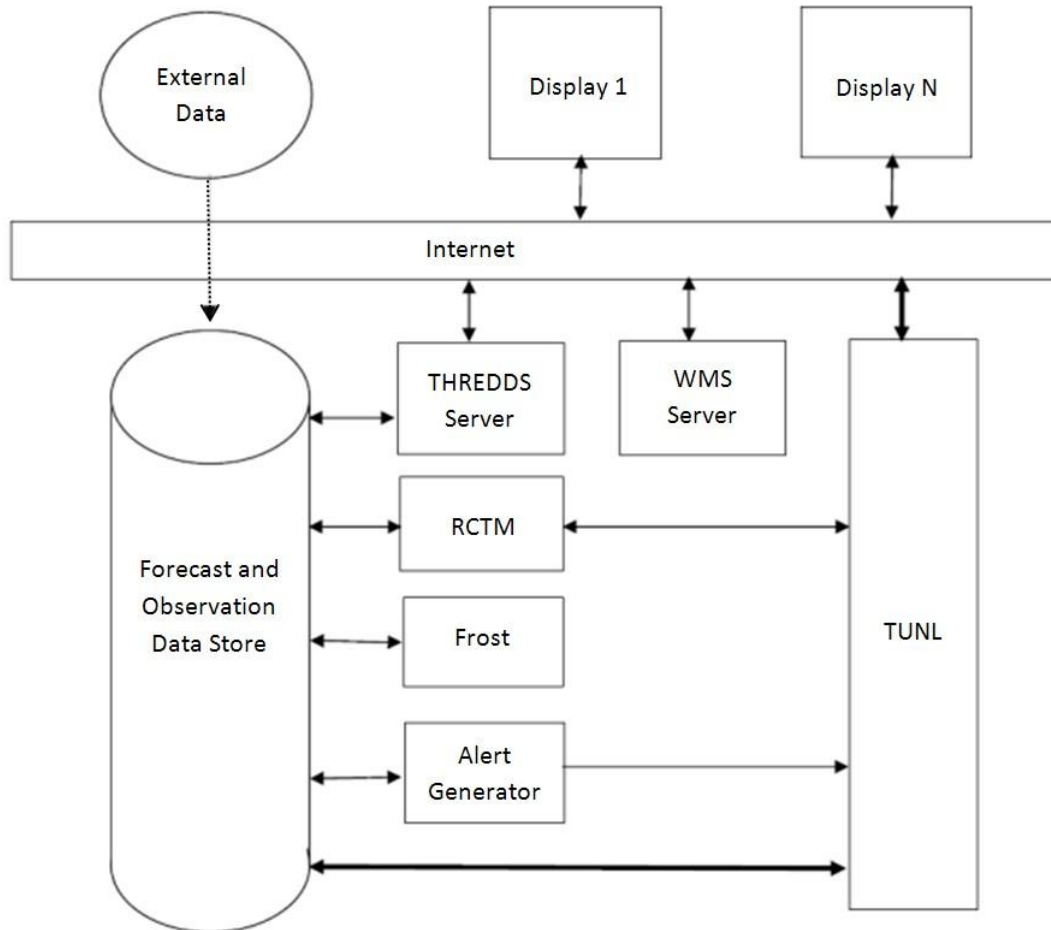 External
Data
Display 1
Display N
Internet
THREDDS
Server
WMS
Server
RCTM
Forecast and
Observation
Data Store
Frost
TUNL
Alert
Generator